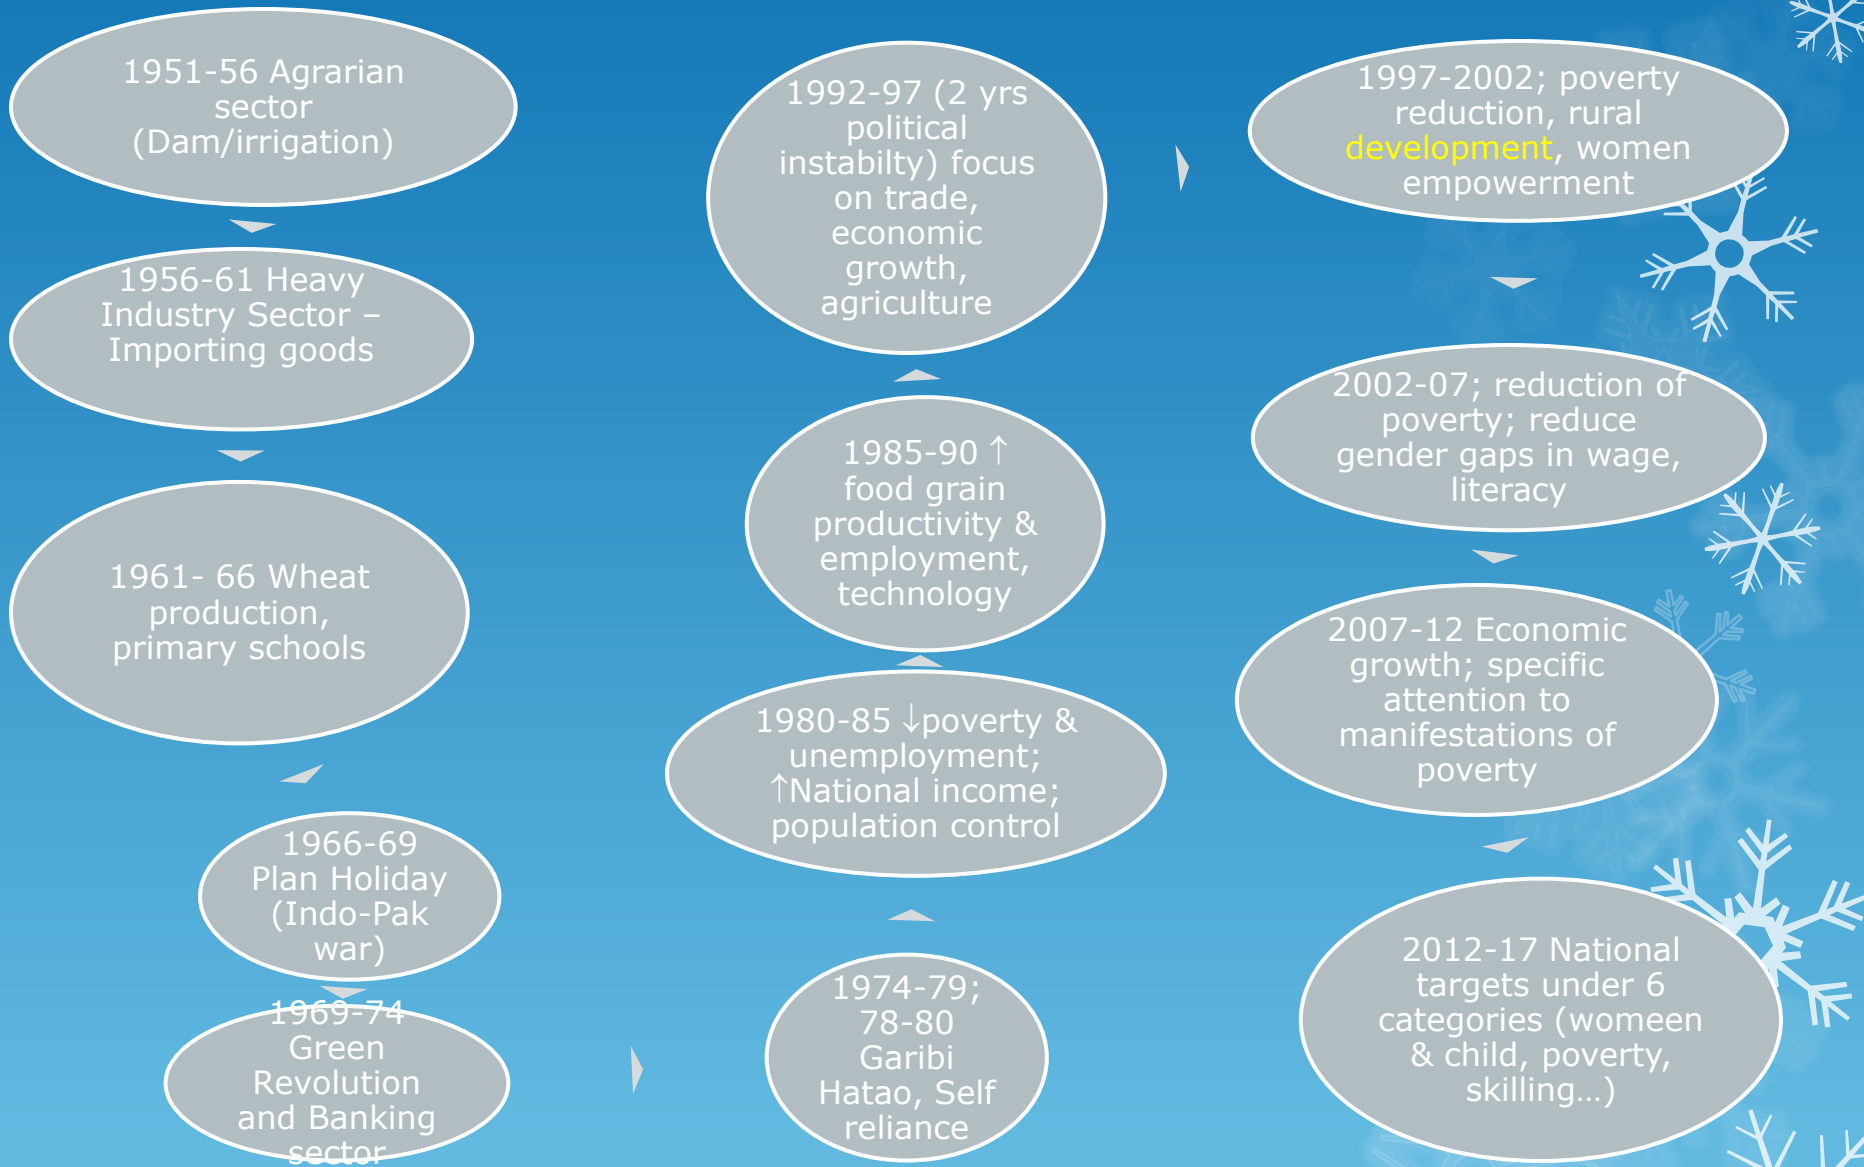 1951-56 Agrarian
sector
(Dam/irrigation)
1956-61 Heavy
Industry Sector –
Importing goods
1961- 66 Wheat
production,
primary schools
1966-69
Plan Holiday
(Indo-Pak
war)
1969-74
Green
Revolution
and Banking
sector
1974-79;
78-80
Garibi
Hatao, Self
reliance
1980-85 ↓poverty &
unemployment;
↑National income;
population control
1985-90 ↑
food grain
productivity &
employment,
technology
1992-97 (2 yrs
political
instabilty) focus
on trade,
economic
growth,
agriculture
1997-2002; poverty
reduction, rural
development, women
empowerment
2002-07; reduction of
poverty; reduce
gender gaps in wage,
literacy
2007-12 Economic
growth; specific
attention to
manifestations of
poverty
2012-17 National
targets under 6
categories (womeen
& child, poverty,
skilling…)